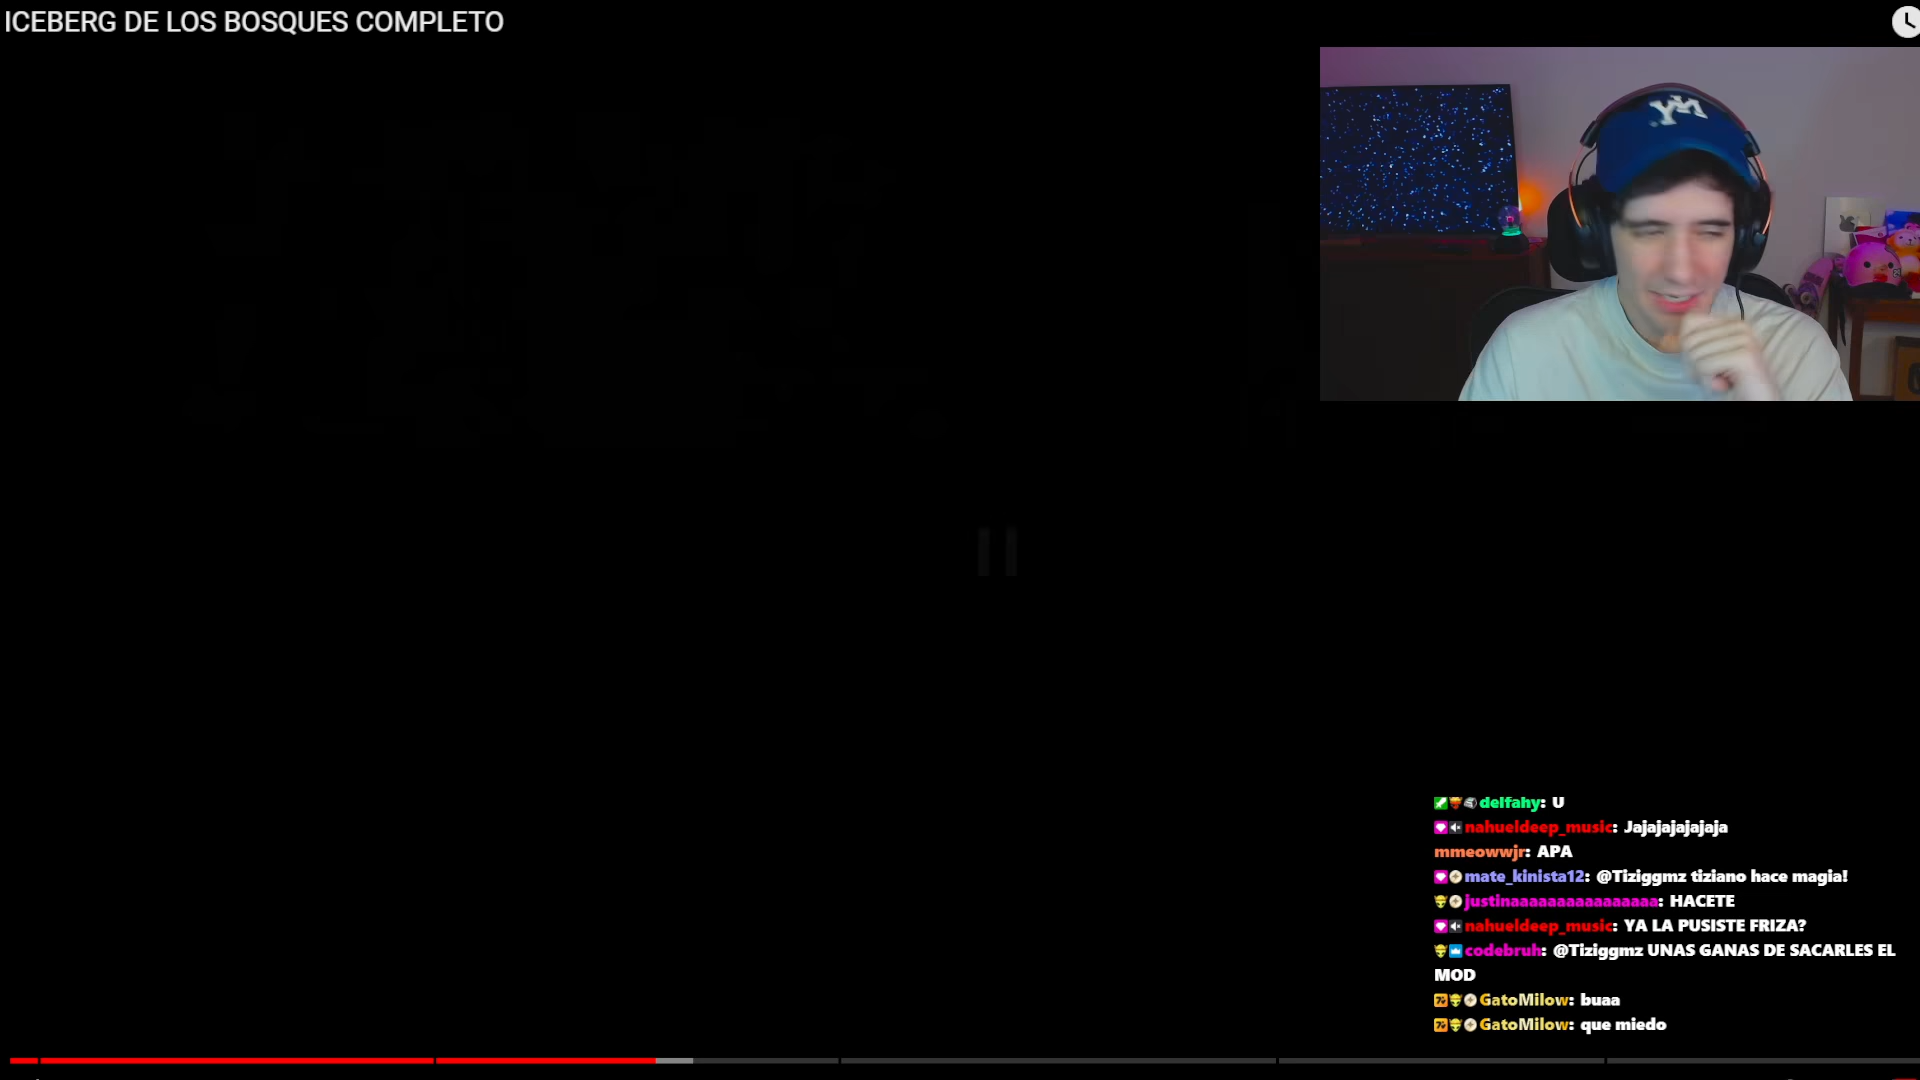 ICEBERG DE LOS BOSQUES COMPLETO
NY
delfahy: U
nahueldeep_music: Jajajajajajaja
mmeowwjr: APA
mate_kinista12: @Tiziggmz tiziano hace magia!
justinaaaaaaaaaaaaaaaa: HACETE
nahueldeep_music: YA LA PUSISTE FRIZA?
codebruh: @Tiziggmz UNAS GANAS DE SACARLES EL
MOD
GatoMilow: buaa
GatoMilow: que miedo